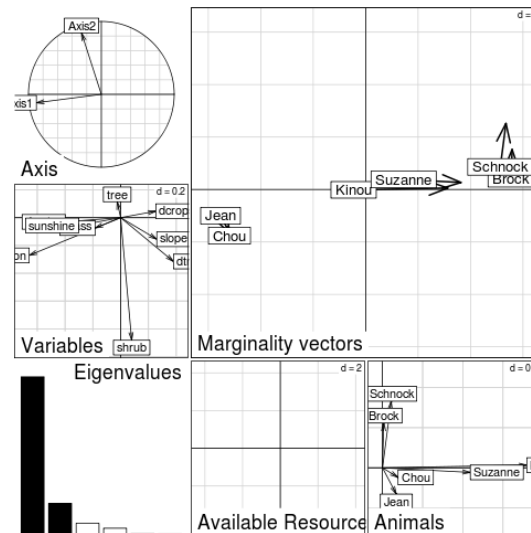 Axis2
xis1
Axis
d =
Schnock
Brock
Suzanne
Kinou
Jean
Chou
Marginality vectors
d = 0.2
tree
dcrop
sunshine
ss
slope
dt
on
shrub
Variables
Eigenvalues
d = 2
Available Resource
d = 0
Schnock
Brock
Suzanne
Chou
Jean
Animals